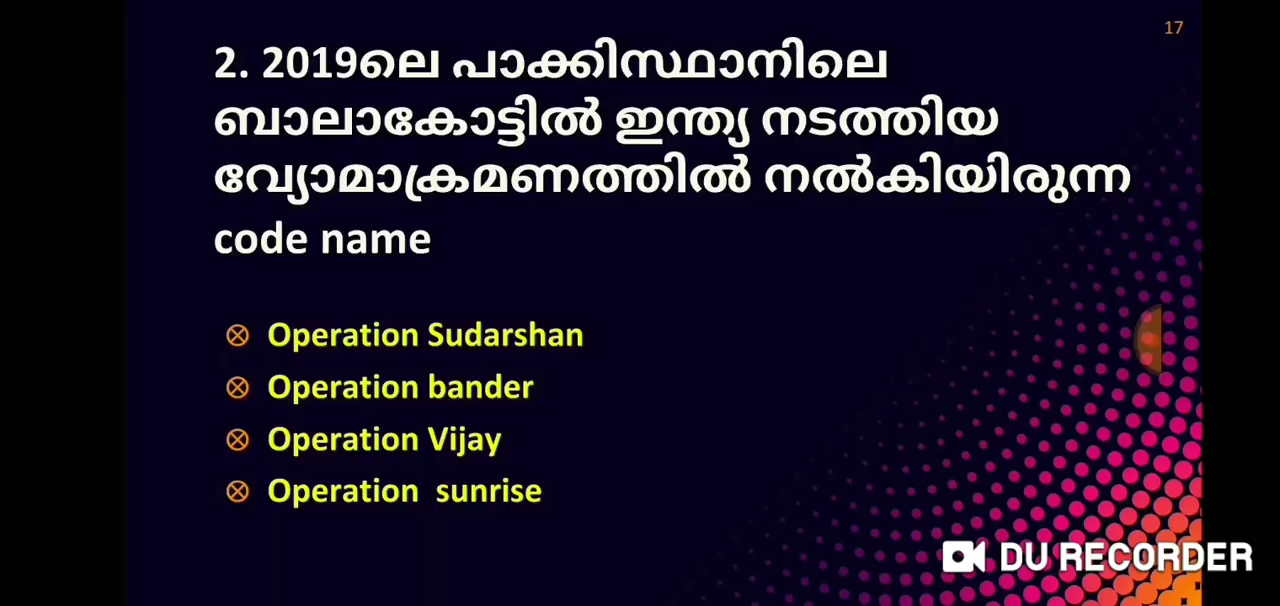 17
2. 2019ലെ പാക്കിസ്ഥാനിലെ
ബാലാകോട്ടിൽ ഇന്ത്യ നടത്തിയ
വ്യോമാക്രമണത്തിൽ നൽകിയിരുന്ന
code name
Operation Sudarshan
Operation bander
Operation Vijay
Operation sunrise
DU RECORDER